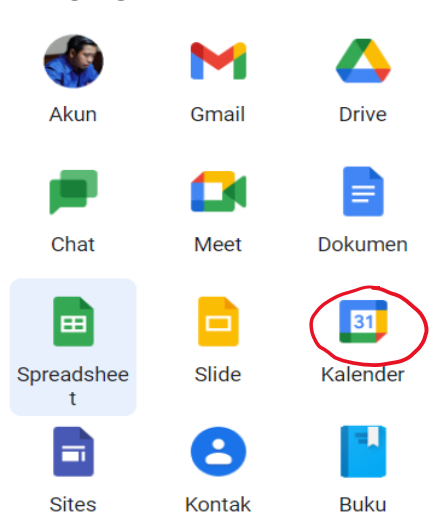 Akun Gmail Drive
Chat Meet Dokumen
31
Spreadshee Slide Kalender
t
Sites Kontak Buku